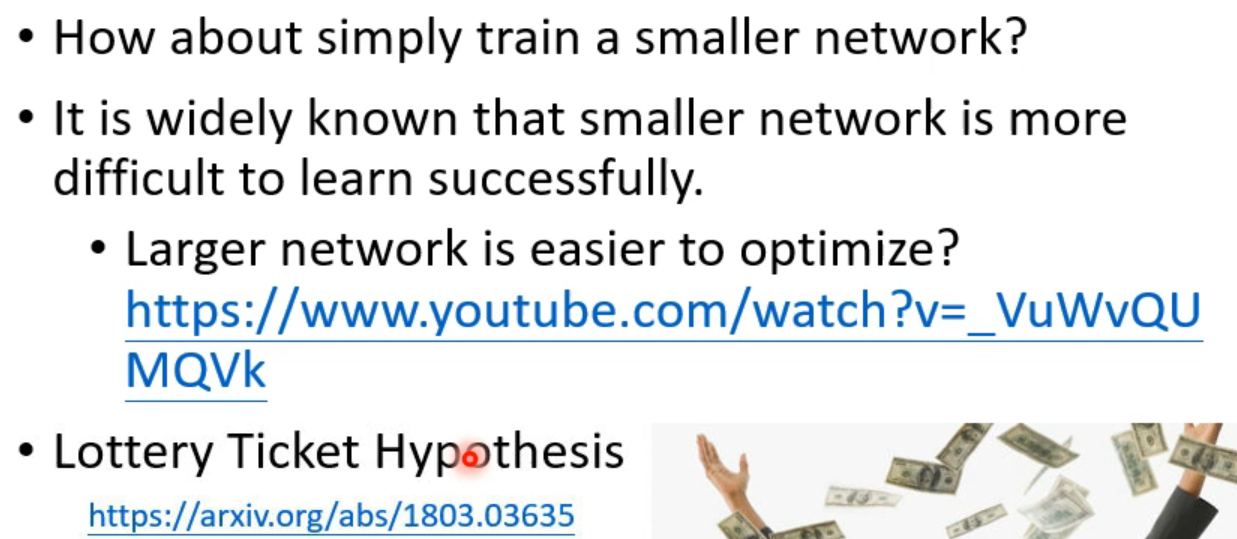 • How about simply train a smaller network?
• It is widely known that smaller network is more
difficult to learn successfully.
• Larger network is easier to optimize?
https://www.youtube.com/watch?v=_VuWvQU
MQVk
• Lottery Ticket Hypothesis
https://arxiv.org/abs/1803.03635